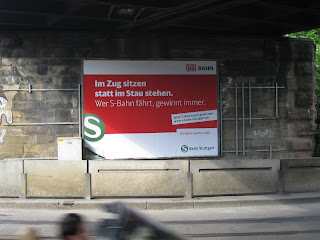 DB BAHN
Im Zug sitzen
statt im Stau stehen.
Wer S-Bahn fährt, gewinnt immer.
S
S Bahn Stuttgart